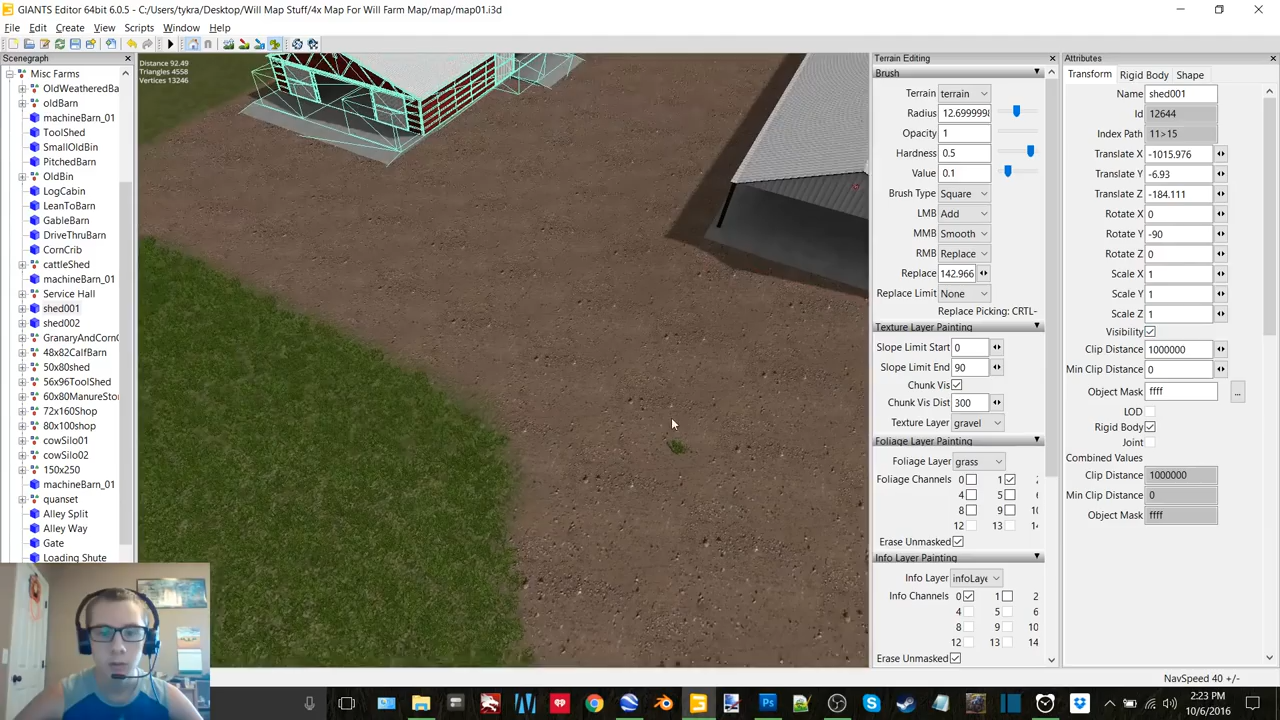 GIANTS Editor 64bit 6.0.5 - C:/Users/tykra/Desktop/Will Map Stuff/4x Map For Will Farm Map/map/map01.i3d
File Edit Create View Scripts Window Help
Scenegraph
Misc Farms
OldWeatheredBa
oldBarn
machineBarn_01
ToolShed
SmallOldBin
PitchedBarn
OldBin
LogCabin
LeanToBarn
GableBarn
DriveThruBarn
CornCrib
cattleShed
machineBarn_01
Service Hall
shed001
shed002
GranaryAndCorn
48x82CalfBarn
50x80shed
56x96ToolShed
60x80ManureSto
72x160Shop
80x100shop
cowSilo01
cowSilo02
150x250
machineBarn_01
quanset
Alley Split
Alley Way
Gate
Loading Shute
Distance 92.49
Triangles 4558
Vertices 13246
Terrain Editing
Brush
Terrain terrain
Radius 12.6999998
Opacity 1
Hardness 0.5
Value 0.1
Brush Type Square
LMB Add
MMB Smooth
RMB Replace
Replace 142.966
Replace Limit None
Replace Picking: CRTL-
Texture Layer Painting
Slope Limit Start 0
Slope Limit End 90
Chunk Vis
Chunk Vis Dist 300
Texture Layer gravel
Foliage Layer Painting
Foliage Layer grass
Foliage Channels 0 1 2
4 5 6
8 9 10
12 13 14
Erase Unmasked
Info Layer Painting
Info Layer infoLaye
Info Channels 0 1 2
4 5 6
8 9 10
12 13 14
Erase Unmasked
Attributes
Transform Rigid Body Shape
Name shed001
Id 12644
Index Path 11>15
Translate X -1015.976
Translate Y -6.93
Translate Z -184.111
Rotate X 0
Rotate Y -90
Rotate Z 0
Scale X 1
Scale Y 1
Scale Z 1
Visibility
Clip Distance 1000000
Min Clip Distance 0
Object Mask ffff ...
LOD
Rigid Body
Joint
Combined Values
Clip Distance 1000000
Min Clip Distance 0
Object Mask ffff
NavSpeed 40 +/-
2:23 PM
10/6/2016